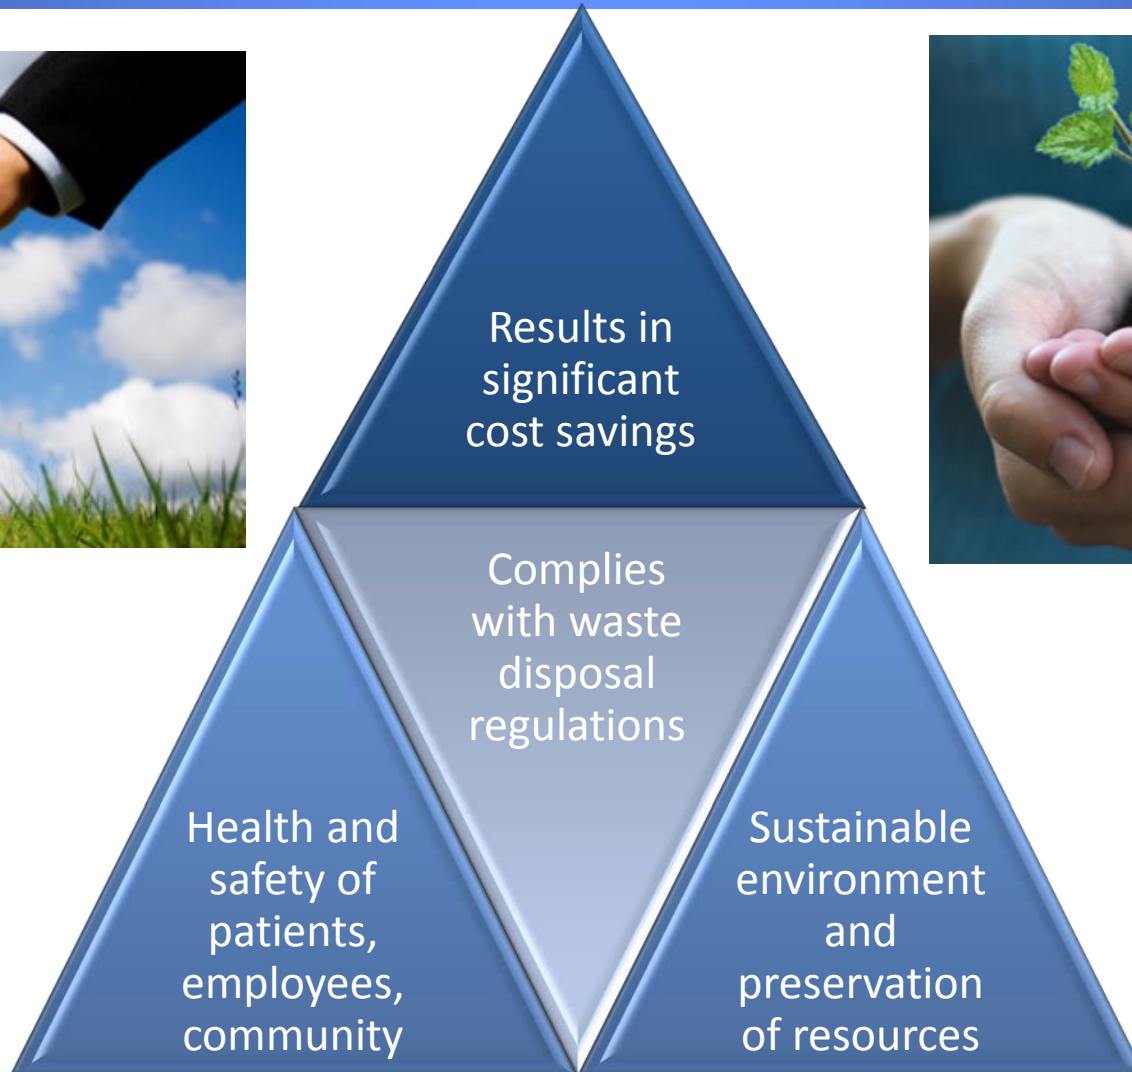 Results in
significant
cost savings
Complies
with waste
disposal
regulations
Health and
safety of
patients,
employees,
community
Sustainable
environment
and
preservation
of resources